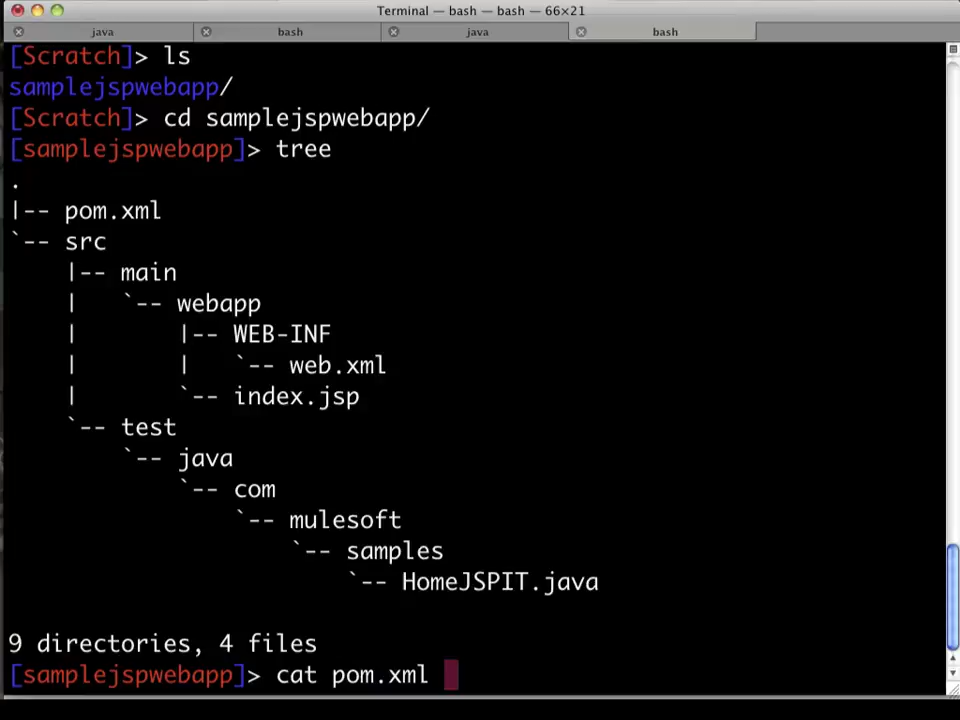 Terminal — bash — bash — 66×21
java bash java bash
[Scratch]> ls
samplejspwebapp/
[Scratch]> cd samplejspwebapp/
[samplejspwebapp]> tree
.
|-- pom.xml
`-- src
    |-- main
    |   `-- webapp
    |       |-- WEB-INF
    |       |   `-- web.xml
    |       `-- index.jsp
    `-- test
        `-- java
            `-- com
                `-- mulesoft
                    `-- samples
                        `-- HomeJSPIT.java
9 directories, 4 files
[samplejspwebapp]> cat pom.xml